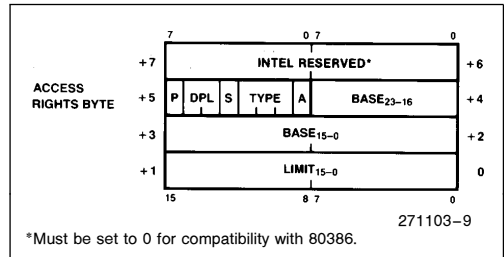 7 0 7 0
+7 INTEL RESERVED* +6
ACCESS RIGHTS BYTE +5 P DPL S TYPE A BASE23–16 +4
+3 BASE15–0 +2
+1 LIMIT15–0 0
15 8 7 0
271103–9
*Must be set to 0 for compatibility with 80386.